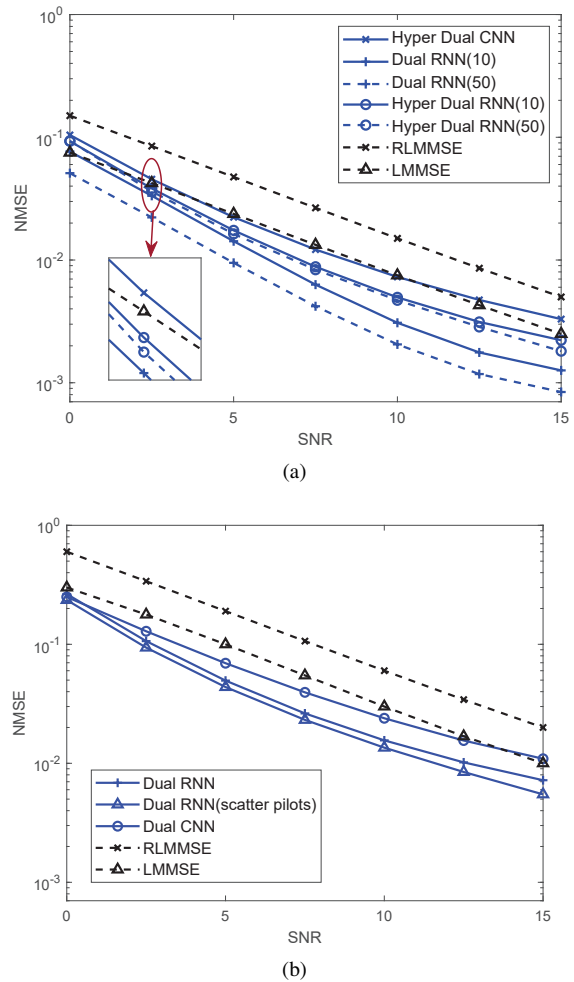 10^0
Hyper Dual CNN
Dual RNN(10)
Dual RNN(50)
Hyper Dual RNN(10)
Hyper Dual RNN(50)
RLMMSE
LMMSE
10^-1
NMSE
10^-2
10^-3
0 5 10 15
SNR
(a)
10^0
10^-1
NMSE
10^-2
Dual RNN
Dual RNN(scatter pilots)
Dual CNN
RLMMSE
LMMSE
10^-3
0 5 10 15
SNR
(b)